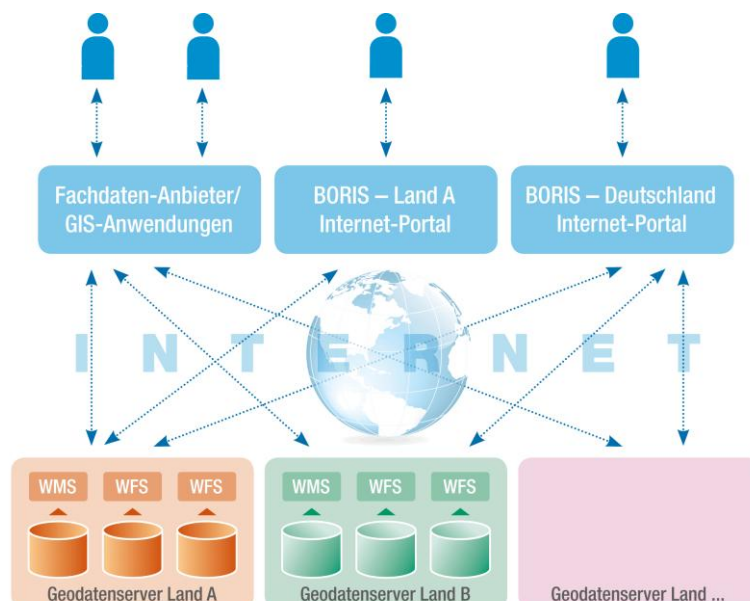 Fachdaten-Anbieter/
GIS-Anwendungen
BORIS – Land A
Internet-Portal
BORIS – Deutschland
Internet-Portal
INTERNET
WMS
WFS
WFS
WMS
WFS
WFS
Geodatenserver Land A
Geodatenserver Land B
Geodatenserver Land ...